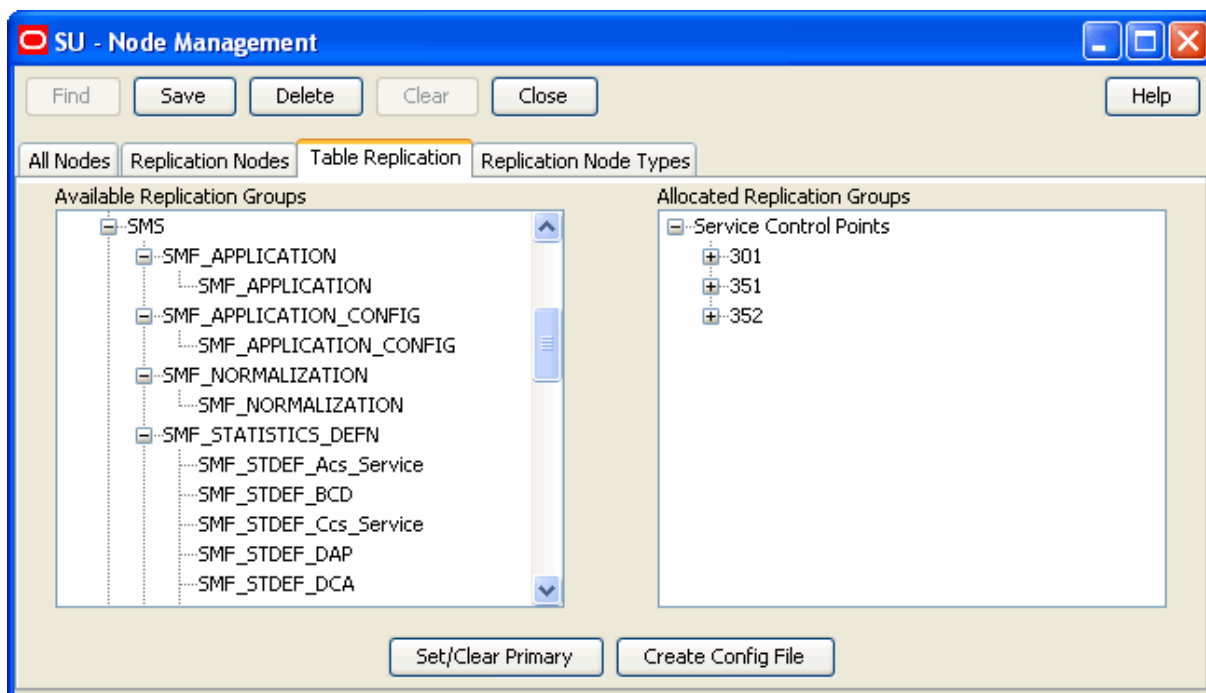 SU - Node Management
Find Save Delete Clear Close Help
All Nodes Replication Nodes Table Replication Replication Node Types
Available Replication Groups
SMS
SMF_APPLICATION
SMF_APPLICATION
SMF_APPLICATION_CONFIG
SMF_APPLICATION_CONFIG
SMF_NORMALIZATION
SMF_NORMALIZATION
SMF_STATISTICS_DEFN
SMF_STDEF_Acs_Service
SMF_STDEF_BCD
SMF_STDEF_Ccs_Service
SMF_STDEF_DAP
SMF_STDEF_DCA
Allocated Replication Groups
Service Control Points
301
351
352
Set/Clear Primary Create Config File